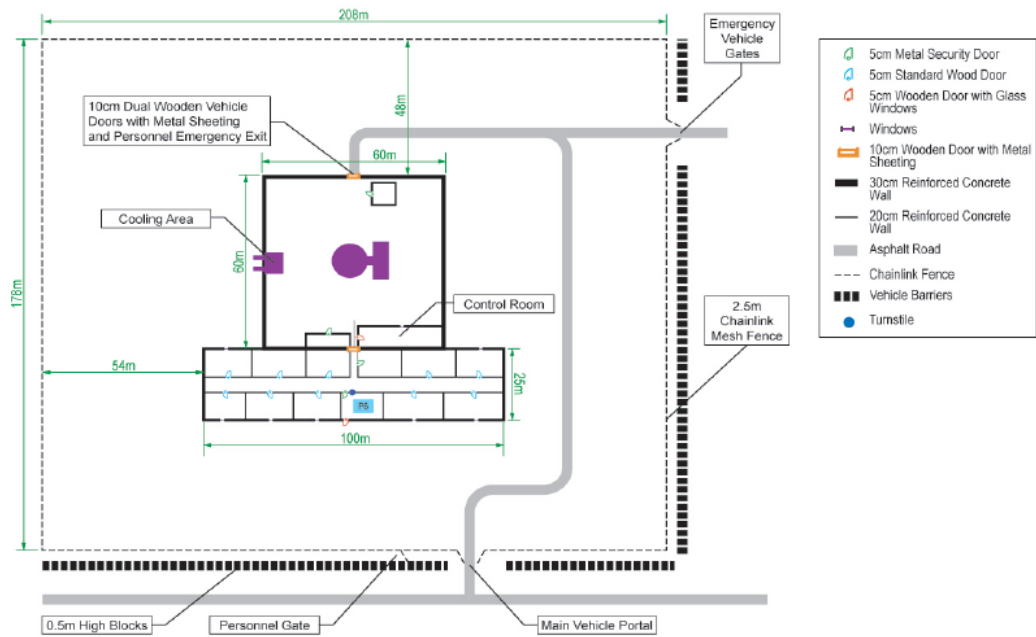 208m
Emergency
Vehicle
Gates
178m
10cm Dual Wooden Vehicle
Doors with Metal Sheeting
and Personnel Emergency Exit
48m
60m
Cooling Area
60m
Control Room
54m
25m
PS
100m
2.5m
Chainlink
Mesh Fence
0.5m High Blocks
Personnel Gate
Main Vehicle Portal
5cm Metal Security Door
5cm Standard Wood Door
5cm Wooden Door with Glass
Windows
Windows
10cm Wooden Door with Metal
Sheeting
30cm Reinforced Concrete
Wall
20cm Reinforced Concrete
Wall
Asphalt Road
Chainlink Fence
Vehicle Barriers
Turnstile